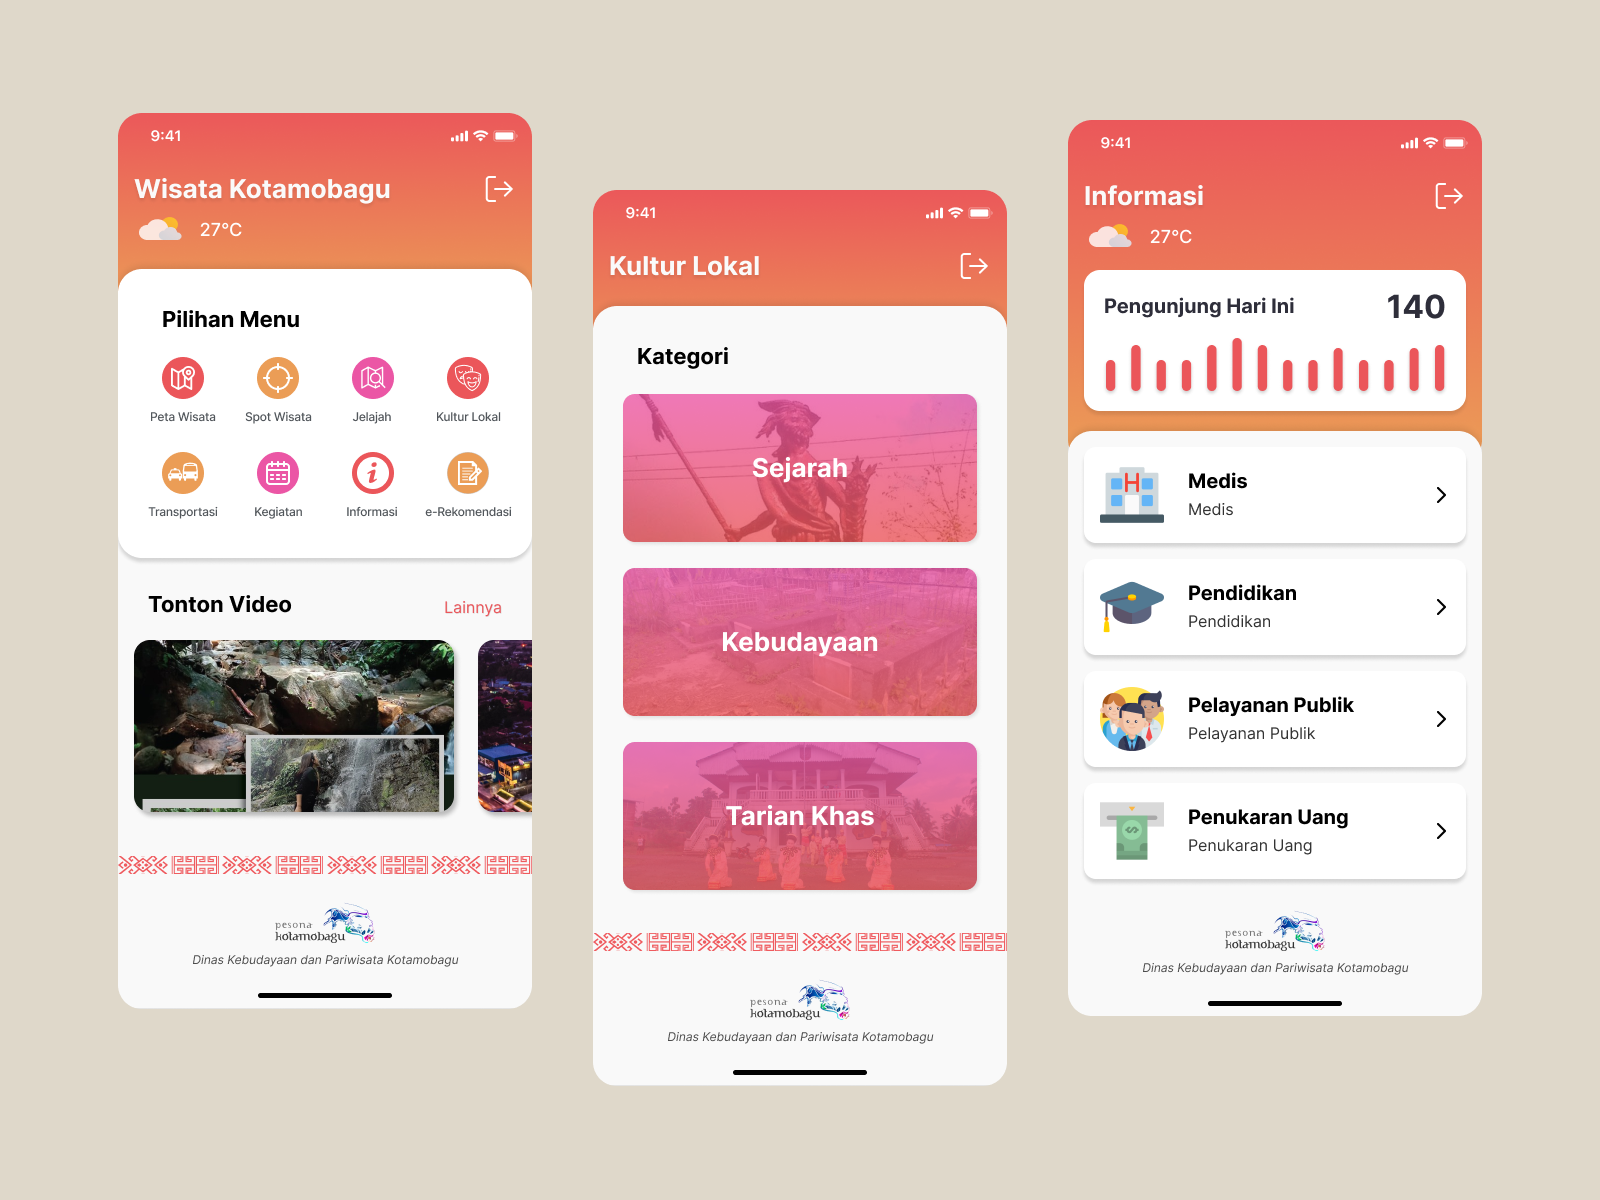 9:41
Wisata Kotamobagu
27°C
Pilihan Menu
Peta Wisata
Spot Wisata
Jelajah
Kultur Lokal
Transportasi
Kegiatan
Informasi
e-Rekomendasi
Tonton Video
Lainnya
pesona
kotamobagu
Dinas Kebudayaan dan Pariwisata Kotamobagu
9:41
Kultur Lokal
Kategori
Sejarah
Kebudayaan
Tarian Khas
pesona
kotamobagu
Dinas Kebudayaan dan Pariwisata Kotamobagu
9:41
Informasi
27°C
Pengunjung Hari Ini
140
H
Medis
Medis
Pendidikan
Pendidikan
Pelayanan Publik
Pelayanan Publik
Penukaran Uang
Penukaran Uang
pesona
kotamobagu
Dinas Kebudayaan dan Pariwisata Kotamobagu